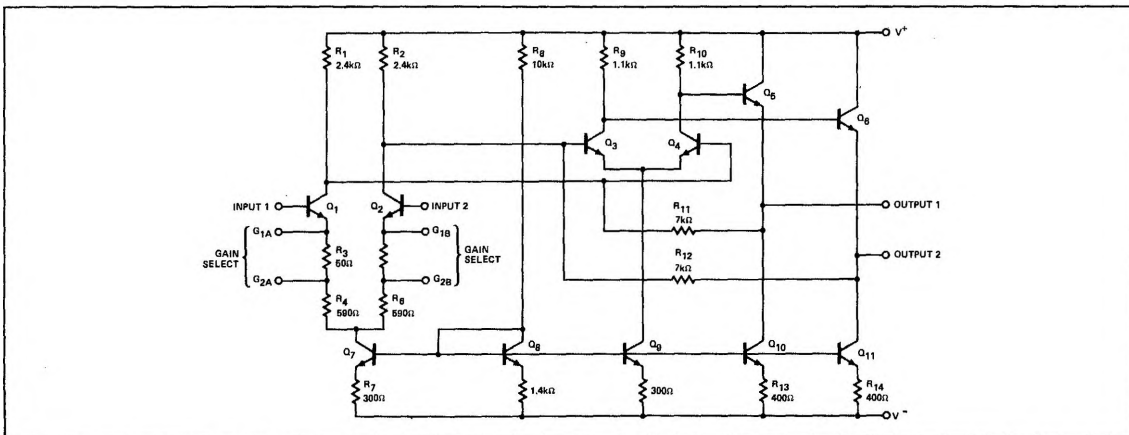 V+
R1
2.4kΩ
R2
2.4kΩ
R8
10kΩ
R9
1.1kΩ
R10
1.1kΩ
Q5
Q6
Q3
Q4
INPUT 1
Q1
Q2
INPUT 2
R11
7kΩ
OUTPUT 1
G1A
G1B
GAIN
SELECT
R3
50Ω
GAIN
SELECT
R12
7kΩ
OUTPUT 2
G2A
G2B
R4
590Ω
R6
590Ω
Q7
Q8
Q9
Q10
Q11
R7
300Ω
1.4kΩ
300Ω
R13
400Ω
R14
400Ω
V-